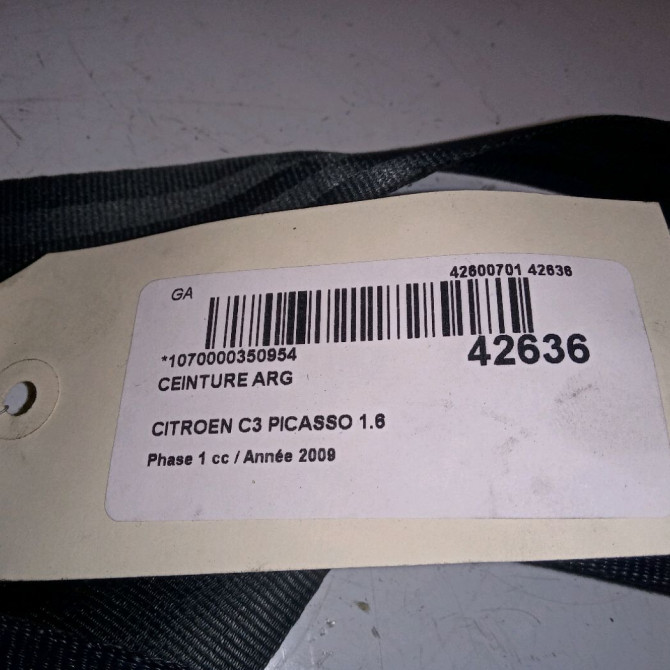 42600701 42636
GA
*1070000350954
42636
CEINTURE ARG
CITROEN C3 PICASSO 1.6
Phase 1 cc / Année 2009